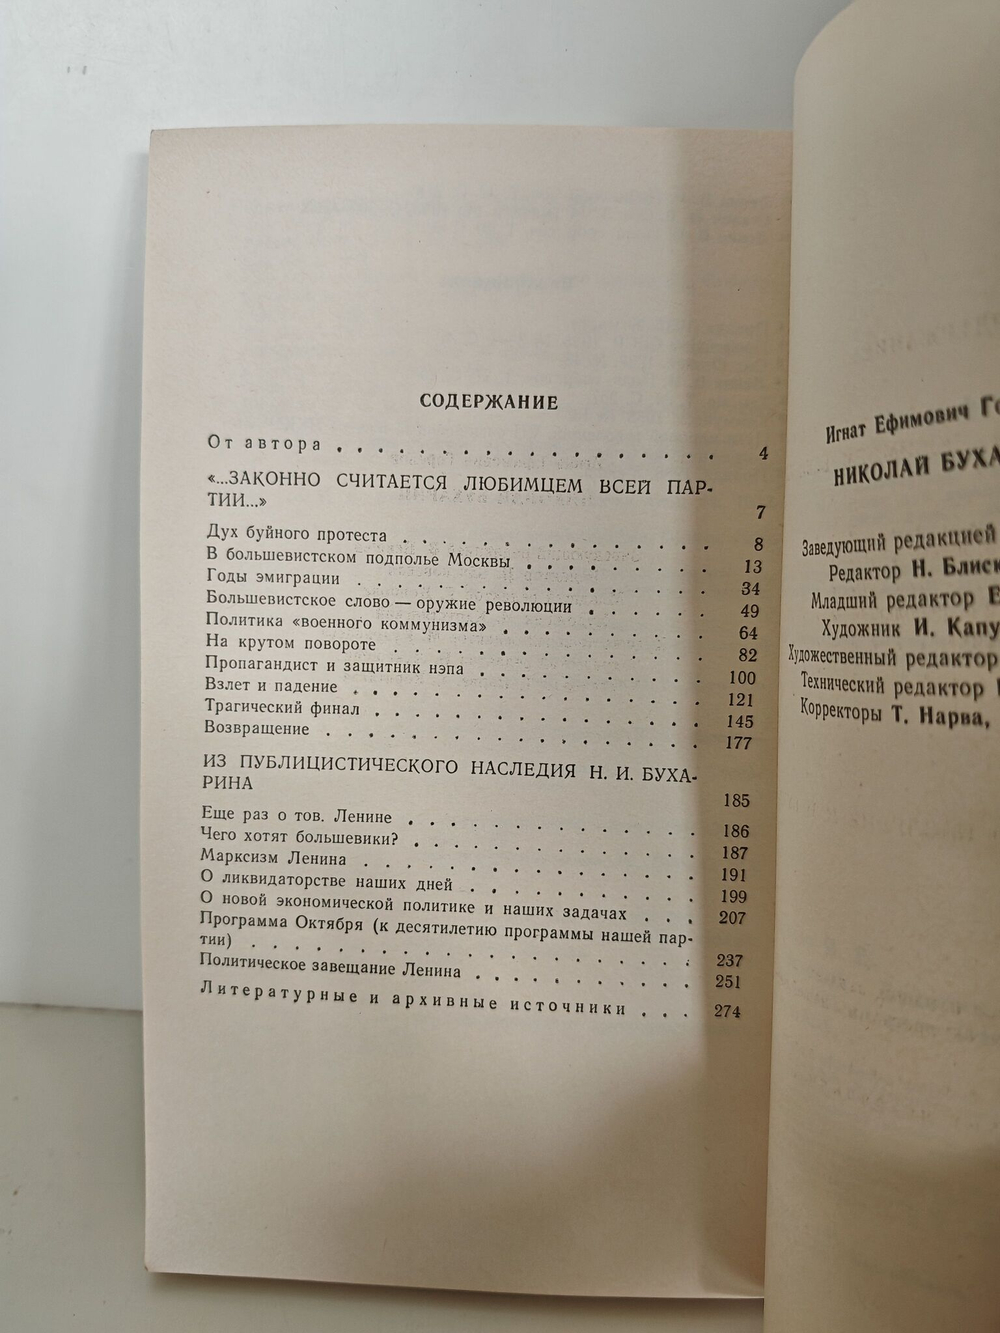 СОДЕРЖАНИЕ
От автора . . . . . . . . . . . . . . . . . 4
«...ЗАКОННО СЧИТАЕТСЯ ЛЮБИМЦЕМ ВСЕЙ ПАР-
ТИИ...» 7
Дух буйного протеста . . . . . . . . . . . . . 8
В большевистском подполье Москвы . . . . . . . . 13
Годы эмиграции . . . . . . . . . . . . . . . 34
Большевистское слово — оружие революции . . . . . 49
Политика «военного коммунизма» . . . . . . . . . 64
На крутом повороте . . . . . . . . . . . . . 82
Пропагандист и защитник нэпа . . . . . . . . . . 100
Взлет и падение . . . . . . . . . . . . . . . 121
Трагический финал . . . . . . . . . . . . . . 145
Возвращение . . . . . . . . . . . . . . . . 177
ИЗ ПУБЛИЦИСТИЧЕСКОГО НАСЛЕДИЯ Н. И. БУХА-
РИНА 185
Еще раз о тов. Ленине . . . . . . . . . . . . 186
Чего хотят большевики? . . . . . . . . . . . . 187
Марксизм Ленина . . . . . . . . . . . . . . 191
О ликвидаторстве наших дней . . . . . . . . . . 199
О новой экономической политике и наших задачах . . . 207
Программа Октября (к десятилетию программы нашей пар-
тии) . . . . . . . . . . . . . . . . . . . 237
Политическое завещание Ленина . . . . . . . . . 251
Литературные и архивные источники . . . 274
Игнат Ефимович
НИКОЛАЙ
Заведующий редакцией
Редактор Н.
Младший редактор
Художник И.
Художественный редактор
Технический редактор
Корректоры Т. Нарва,